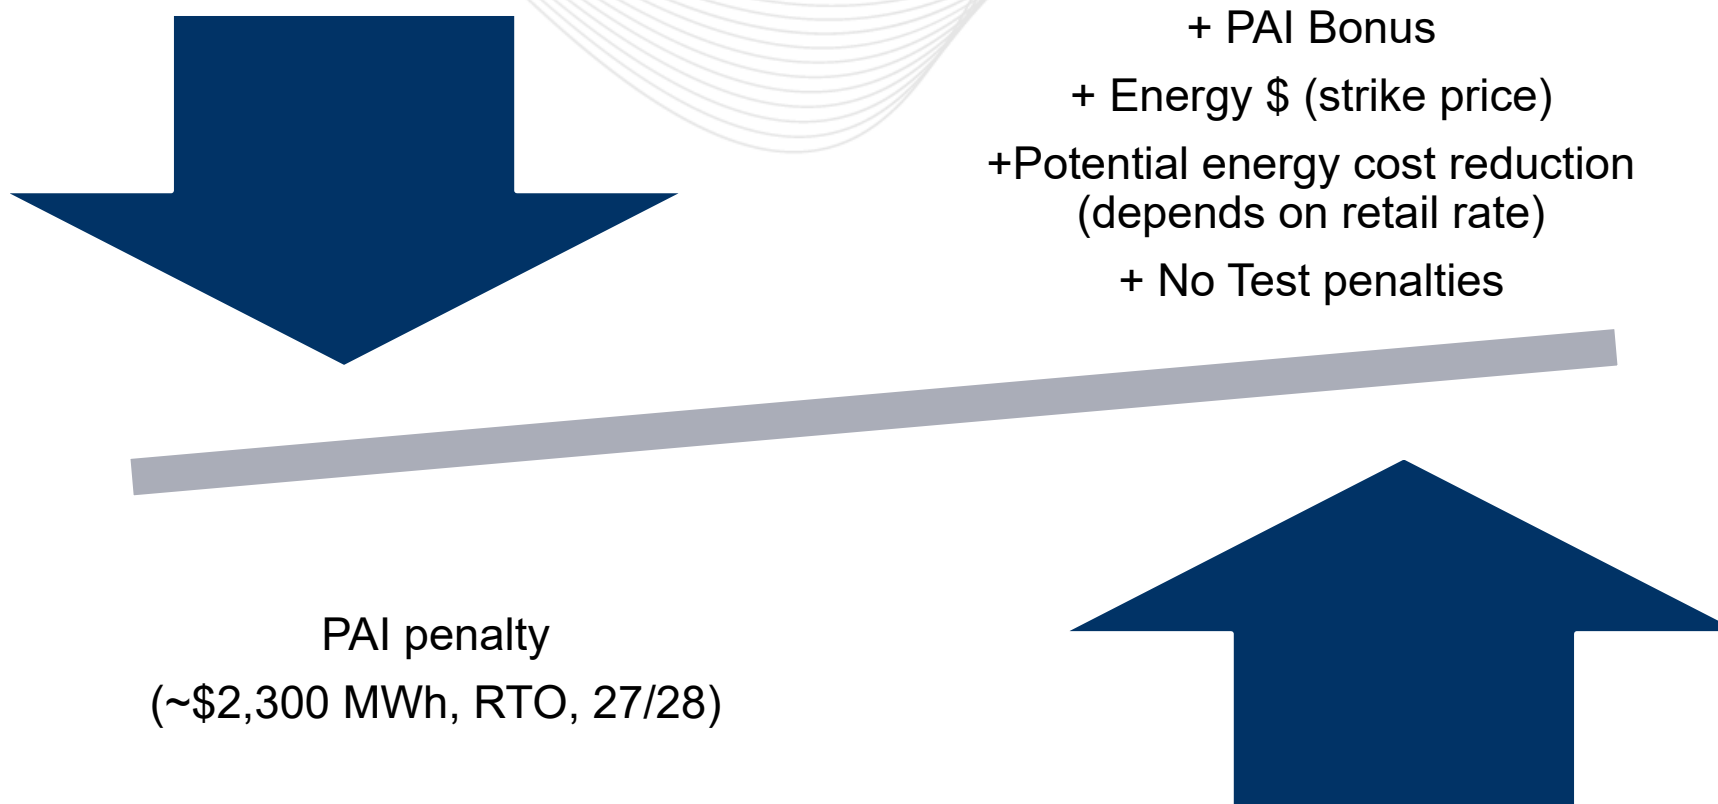 + PAI Bonus
+ Energy $ (strike price)
+Potential energy cost reduction
(depends on retail rate)
+ No Test penalties
PAI penalty
(~$2,300 MWh, RTO, 27/28)